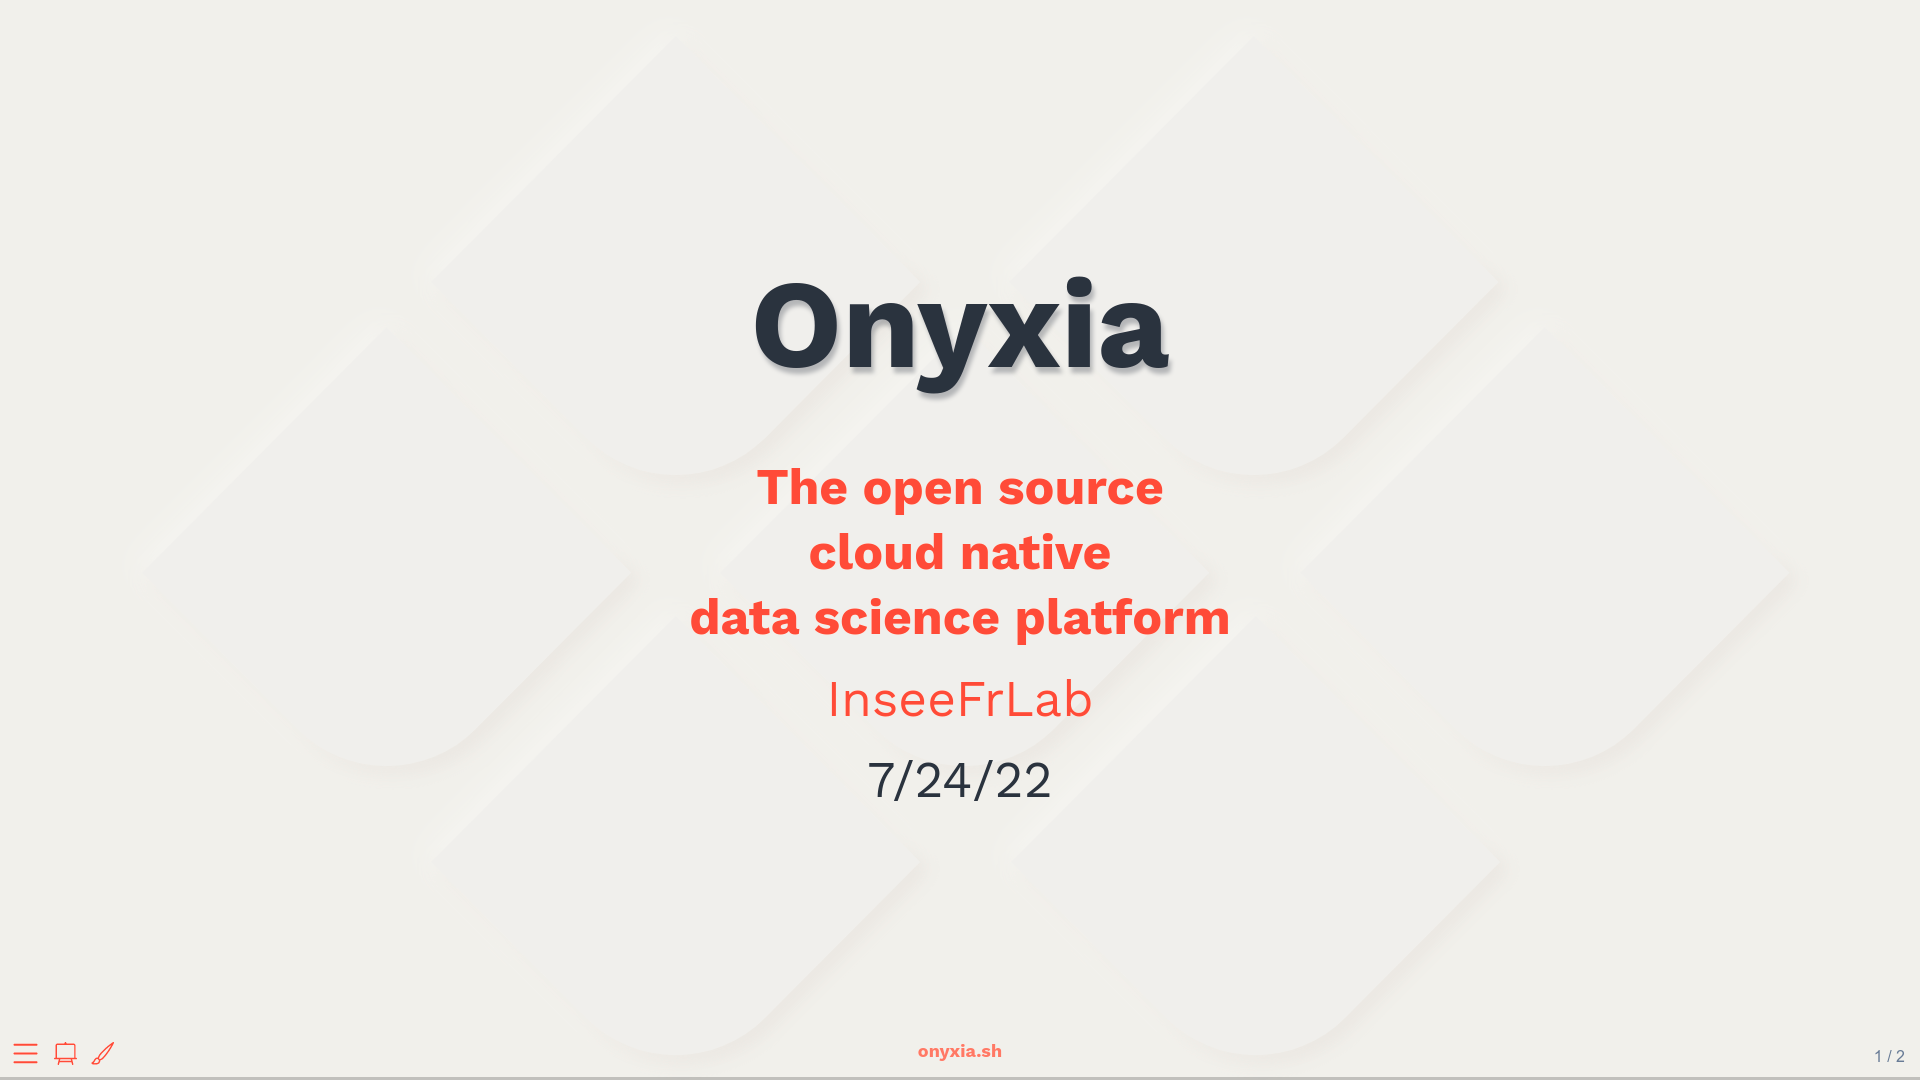 Onyxia
The open source
cloud native
data science platform
InseeFrLab
7/24/22
onyxia.sh
1 / 2